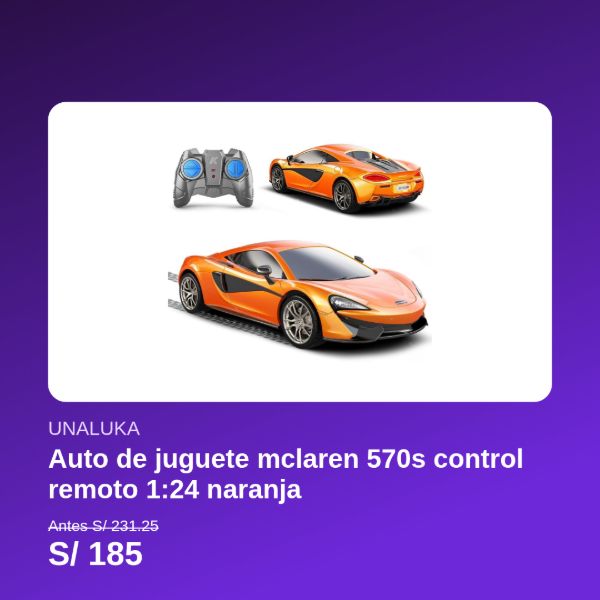 UNALUKA
Auto de juguete mclaren 570s control
remoto 1:24 naranja
Antes S/ 231.25
S/ 185